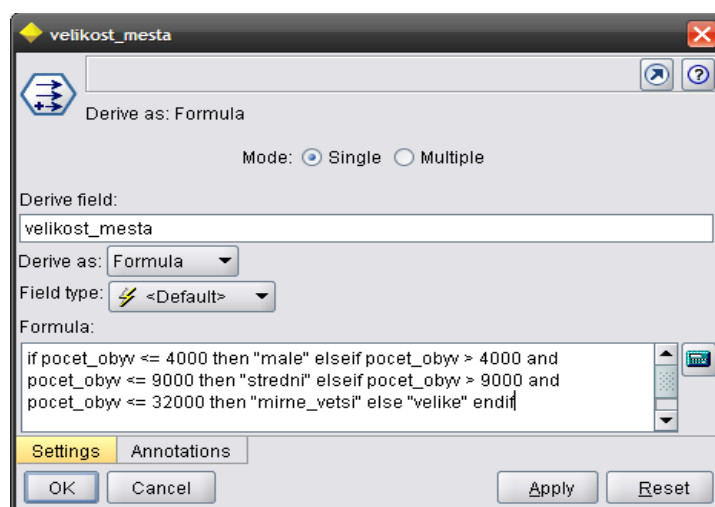 velikost_mesta
Derive as: Formula
Mode: Single Multiple
Derive field:
velikost_mesta
Derive as: Formula
Field type: <Default>
Formula:
if pocet_obyv <= 4000 then "male" elseif pocet_obyv > 4000 and
pocet_obyv <= 9000 then "stredni" elseif pocet_obyv > 9000 and
pocet_obyv <= 32000 then "mirne_vetsi" else "velike" endif
Settings Annotations
OK Cancel Apply Reset